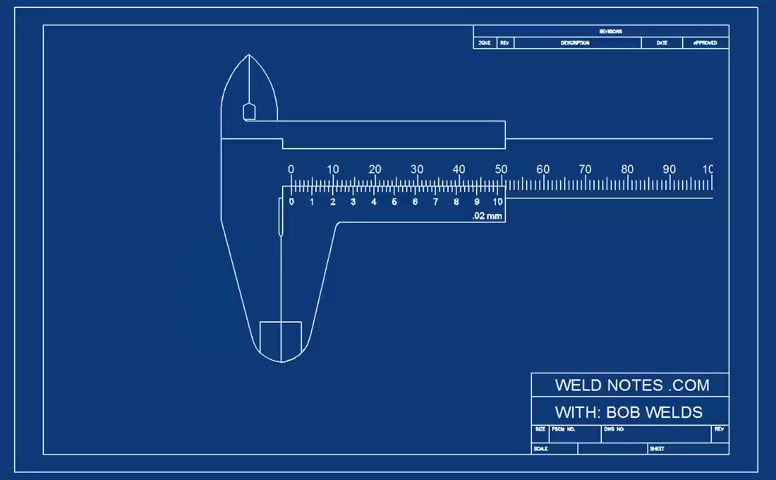 REVISIONS
ZONE REV DESCRIPTION DATE APPROVED
0 10 20 30 40 50 60 70 80 90 10
0 1 2 3 4 5 6 7 8 9 10
.02 mm
WELD NOTES .COM
WITH: BOB WELDS
SIZE FSCM NO. DWG NO REV
SCALE SHEET